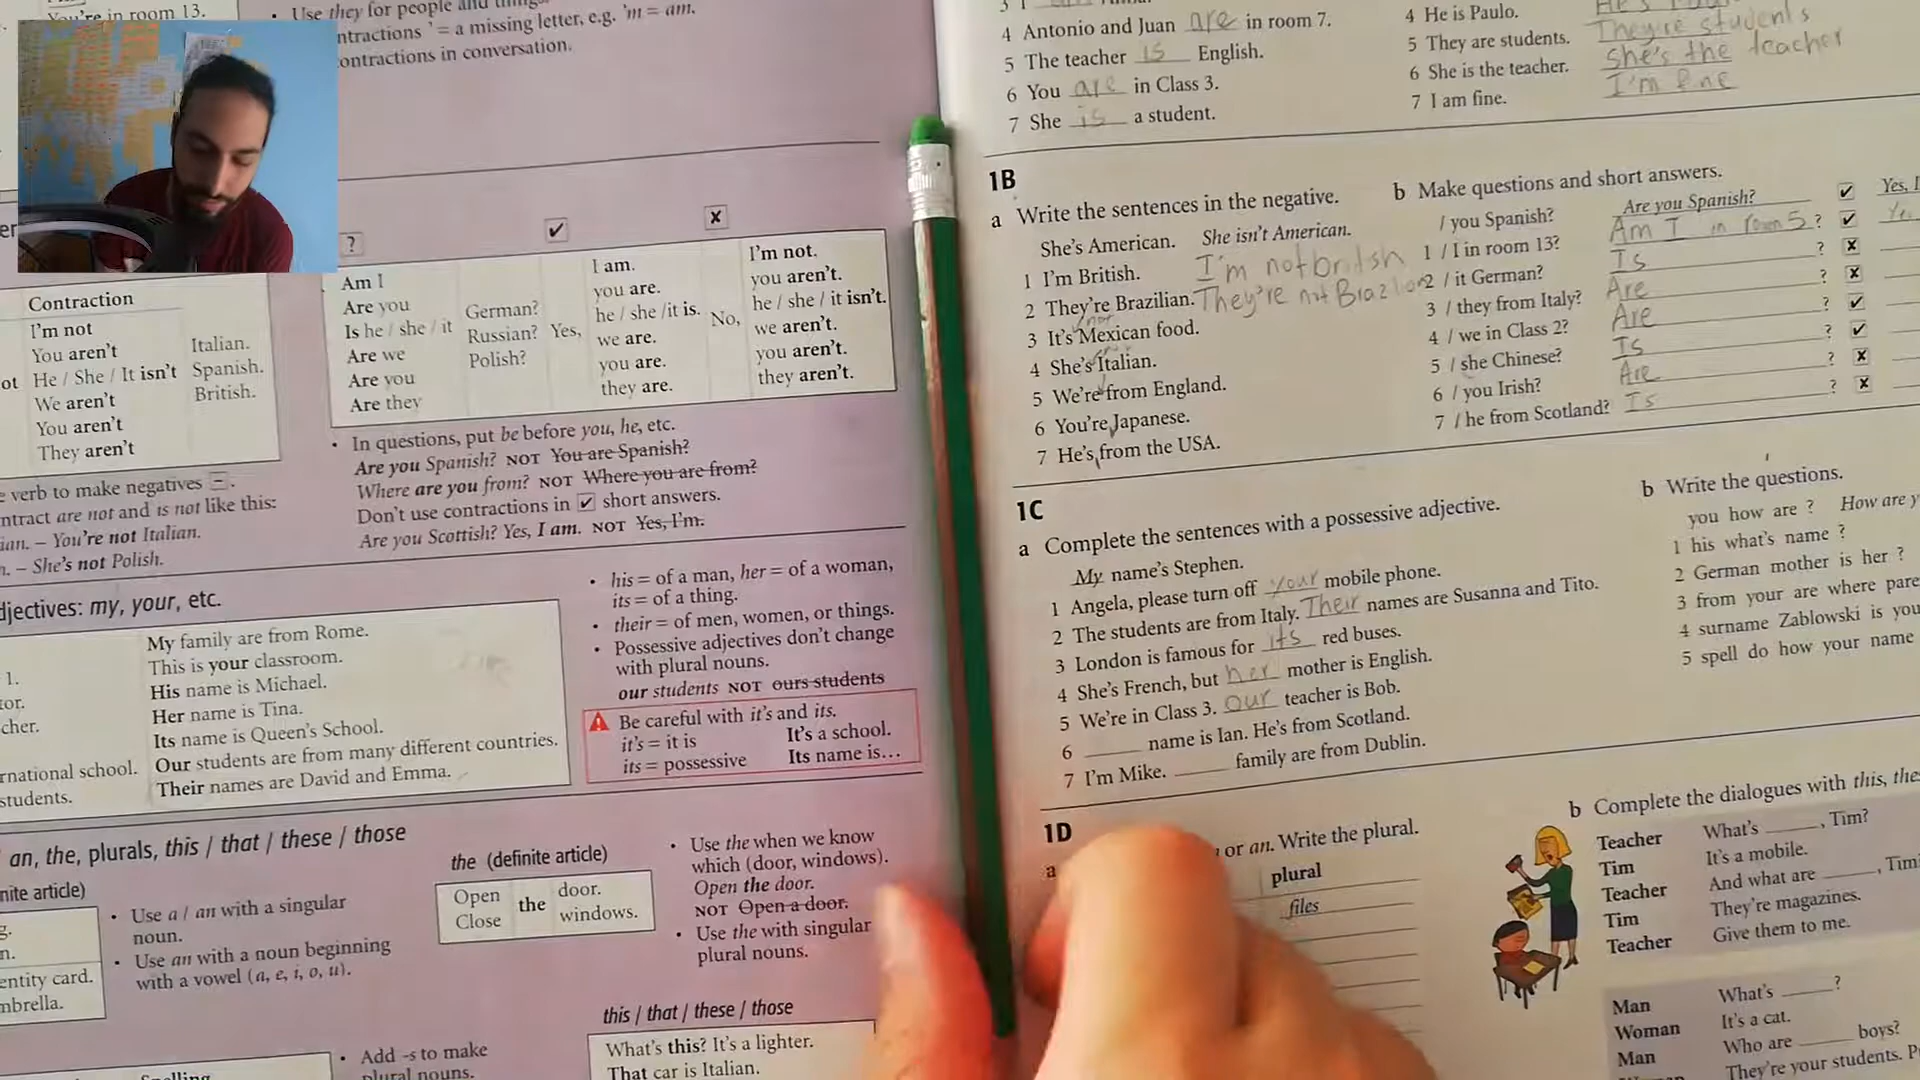 You're in room 13.
Use they for people and things.
contractions ' = a missing letter, e.g. 'm = am.
contractions in conversation.
? ✔ ✘
Am I
Are you
Is he / she / it
Are we
Are you
Are they
German?
Russian?
Polish?
Yes,
I am.
you are.
he / she /it is.
we are.
you are.
they are.
No,
I'm not.
you aren't.
he / she / it isn't.
we aren't.
you aren't.
they aren't.
Contraction
I'm not
You aren't
He / She / It isn't
We aren't
You aren't
They aren't
Italian.
Spanish.
British.
• In questions, put be before you, he, etc.
Are you Spanish? NOT You are Spanish?
Where are you from? NOT Where you are from?
Don't use contractions in ✔ short answers.
Are you Scottish? Yes, I am. NOT Yes, I'm.
verb to make negatives −.
contract are not and is not like this:
– You're not Italian.
– She's not Polish.
adjectives: my, your, etc.
My family are from Rome.
This is your classroom.
His name is Michael.
Her name is Tina.
Its name is Queen's School.
Our students are from many different countries.
Their names are David and Emma.
school.
students.
• his = of a man, her = of a woman,
its = of a thing.
• their = of men, women, or things.
• Possessive adjectives don't change
with plural nouns.
our students NOT ours students
Be careful with it's and its.
it's = it is It's a school.
its = possessive Its name is…
an, the, plurals, this / that / these / those
• Use a / an with a singular
noun.
• Use an with a noun beginning
with a vowel (a, e, i, o, u).
the (definite article)
Open
Close
the
door.
windows.
• Use the when we know
which (door, windows).
Open the door.
NOT Open a door.
• Use the with singular
plural nouns.
• Add -s to make
plural nouns.
this / that / these / those
What's this? It's a lighter.
That car is Italian.
4 Antonio and Juan are in room 7.
5 The teacher is English.
6 You are in Class 3.
7 She is a student.
4 He is Paulo.
5 They are students. They're students
6 She is the teacher. She's the teacher
7 I am fine. I'm fine
1B
a Write the sentences in the negative.
She's American. She isn't American.
1 I'm British. I'm not british
2 They're Brazilian. They're not Brazilion
3 It's not Mexican food.
4 She's Italian.
5 We're from England.
6 You're Japanese.
7 He's from the USA.
b Make questions and short answers.
/ you Spanish? Are you Spanish? ✔ Yes, I
1 / I in room 13? Am I in room 5 ? ✔
2 / it German? Is ? ✘
3 / they from Italy? Are ? ✘
4 / we in Class 2? Are ? ✔
5 / she Chinese? Is ? ✔
6 / you Irish? Are ? ✘
7 / he from Scotland? Is ? ✘
1C
a Complete the sentences with a possessive adjective.
My name's Stephen.
1 Angela, please turn off your mobile phone.
2 The students are from Italy. Their names are Susanna and Tito.
3 London is famous for its red buses.
4 She's French, but her mother is English.
5 We're in Class 3. our teacher is Bob.
6 ______ name is Ian. He's from Scotland.
7 I'm Mike. ______ family are from Dublin.
b Write the questions.
you how are ? How are
1 his what's name ?
2 German mother is her ?
3 from your are where
4 surname Zablowski is
5 spell do how your name
1D
a
or an. Write the plural.
plural
files
b Complete the dialogues with this,
Teacher What's ______, Tim?
Tim It's a mobile.
Teacher And what are ______, Tim?
Tim They're magazines.
Teacher Give them to me.
Man What's ______?
Woman It's a cat.
Man Who are ______ boys?
They're your students.